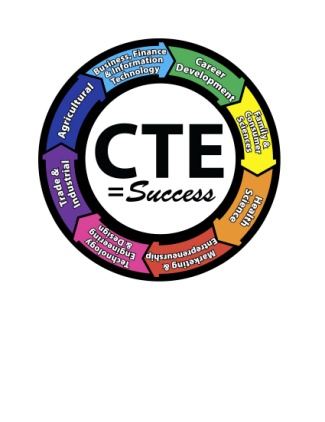 CTE
=Success
Business, Finance
& Information
Technology
Career
Development
Family &
Consumer
Sciences
Health
Science
Marketing &
Entrepreneurship
Technology
Engineering
& Design
Trade &
Industrial
Agricultural